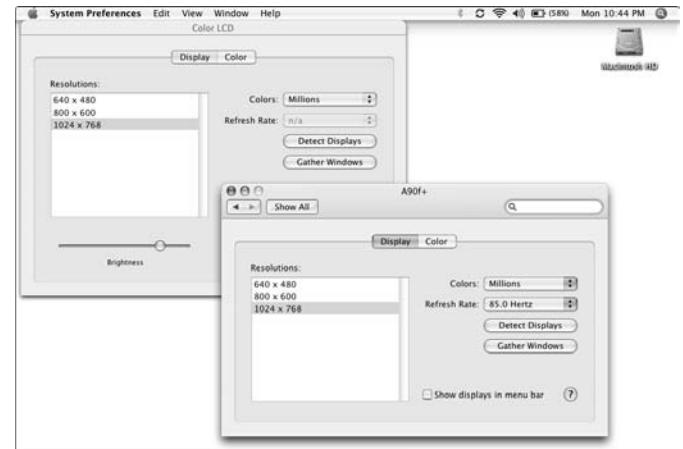 System Preferences Edit View Window Help (58%) Mon 10:44 PM
Color LCD
Macintosh HD
Display Color
Resolutions:
640 x 480
800 x 600
1024 x 768
Colors: Millions
Refresh Rate: n/a
Detect Displays
Gather Windows
Brightness
A90f+
Show All
Display Color
Resolutions:
640 x 480
800 x 600
1024 x 768
Colors: Millions
Refresh Rate: 85.0 Hertz
Detect Displays
Gather Windows
Show displays in menu bar ?